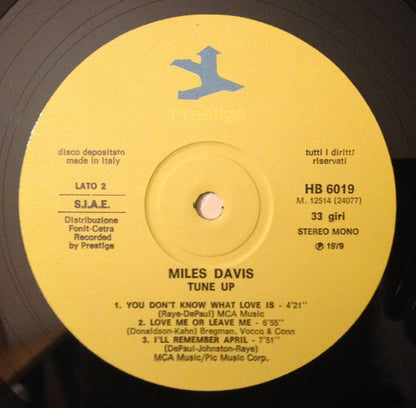 Prestige
disco depositato
made in Italy
tutti i diritti
riservati
LATO 2
S.I.A.E.
Distribuzione
Fonit-Cetra
Recorded
by Prestige
HB 6019
M. 12514 (24077)
33 giri
STEREO MONO
℗ 1979
MILES DAVIS
TUNE UP
1. YOU DON'T KNOW WHAT LOVE IS - 4'21"
(Raye-DePaul) MCA Music
2. LOVE ME OR LEAVE ME - 6'55"
(Donaldson-Kahn) Bregman, Vocco & Conn
3. I'LL REMEMBER APRIL - 7'51"
(DePaul-Johnston-Raye)
MCA Music/Pic Music Corp.